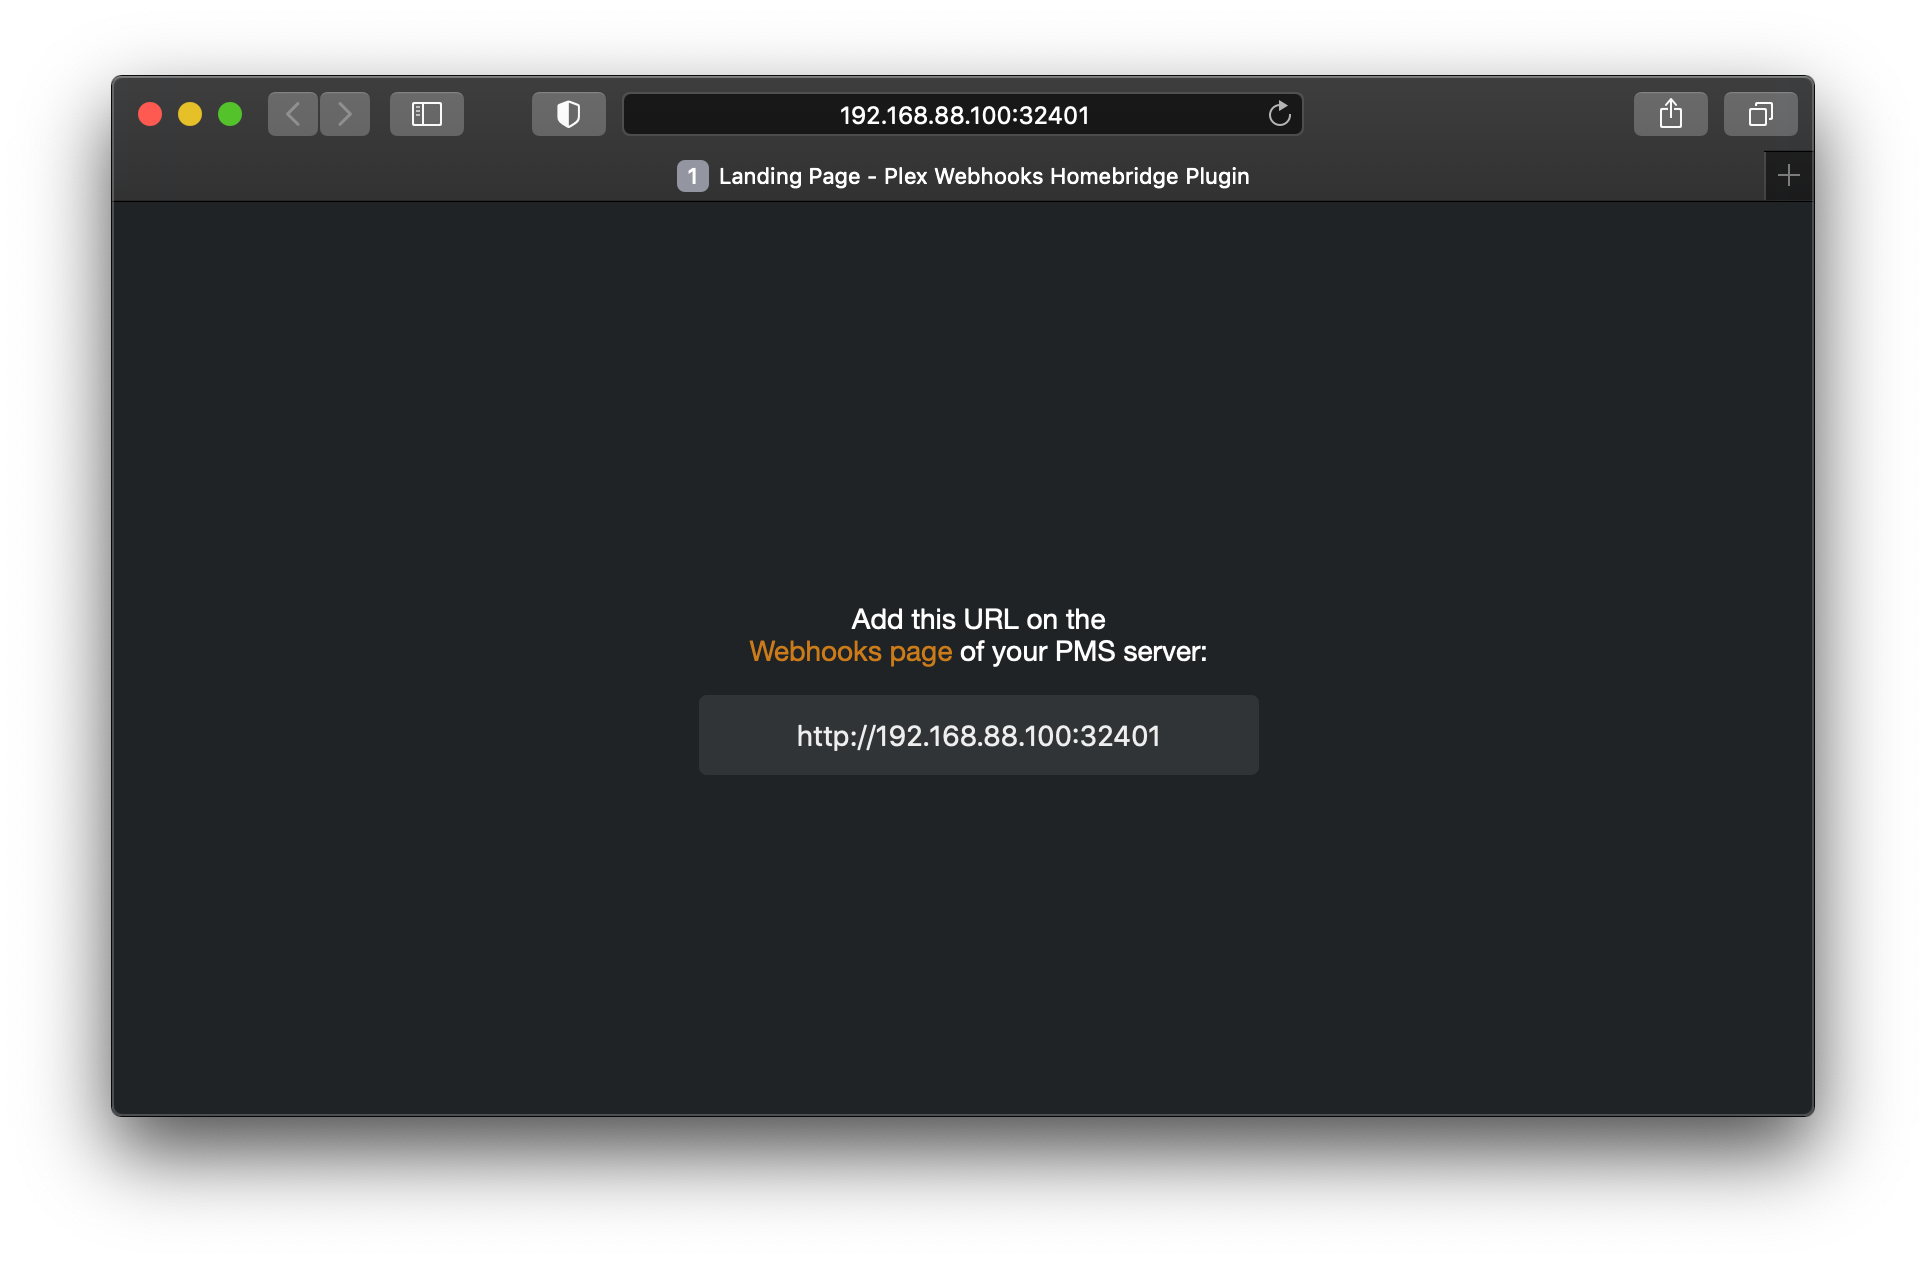 192.168.88.100:32401
1 Landing Page - Plex Webhooks Homebridge Plugin
Add this URL on the
Webhooks page of your PMS server:
http://192.168.88.100:32401